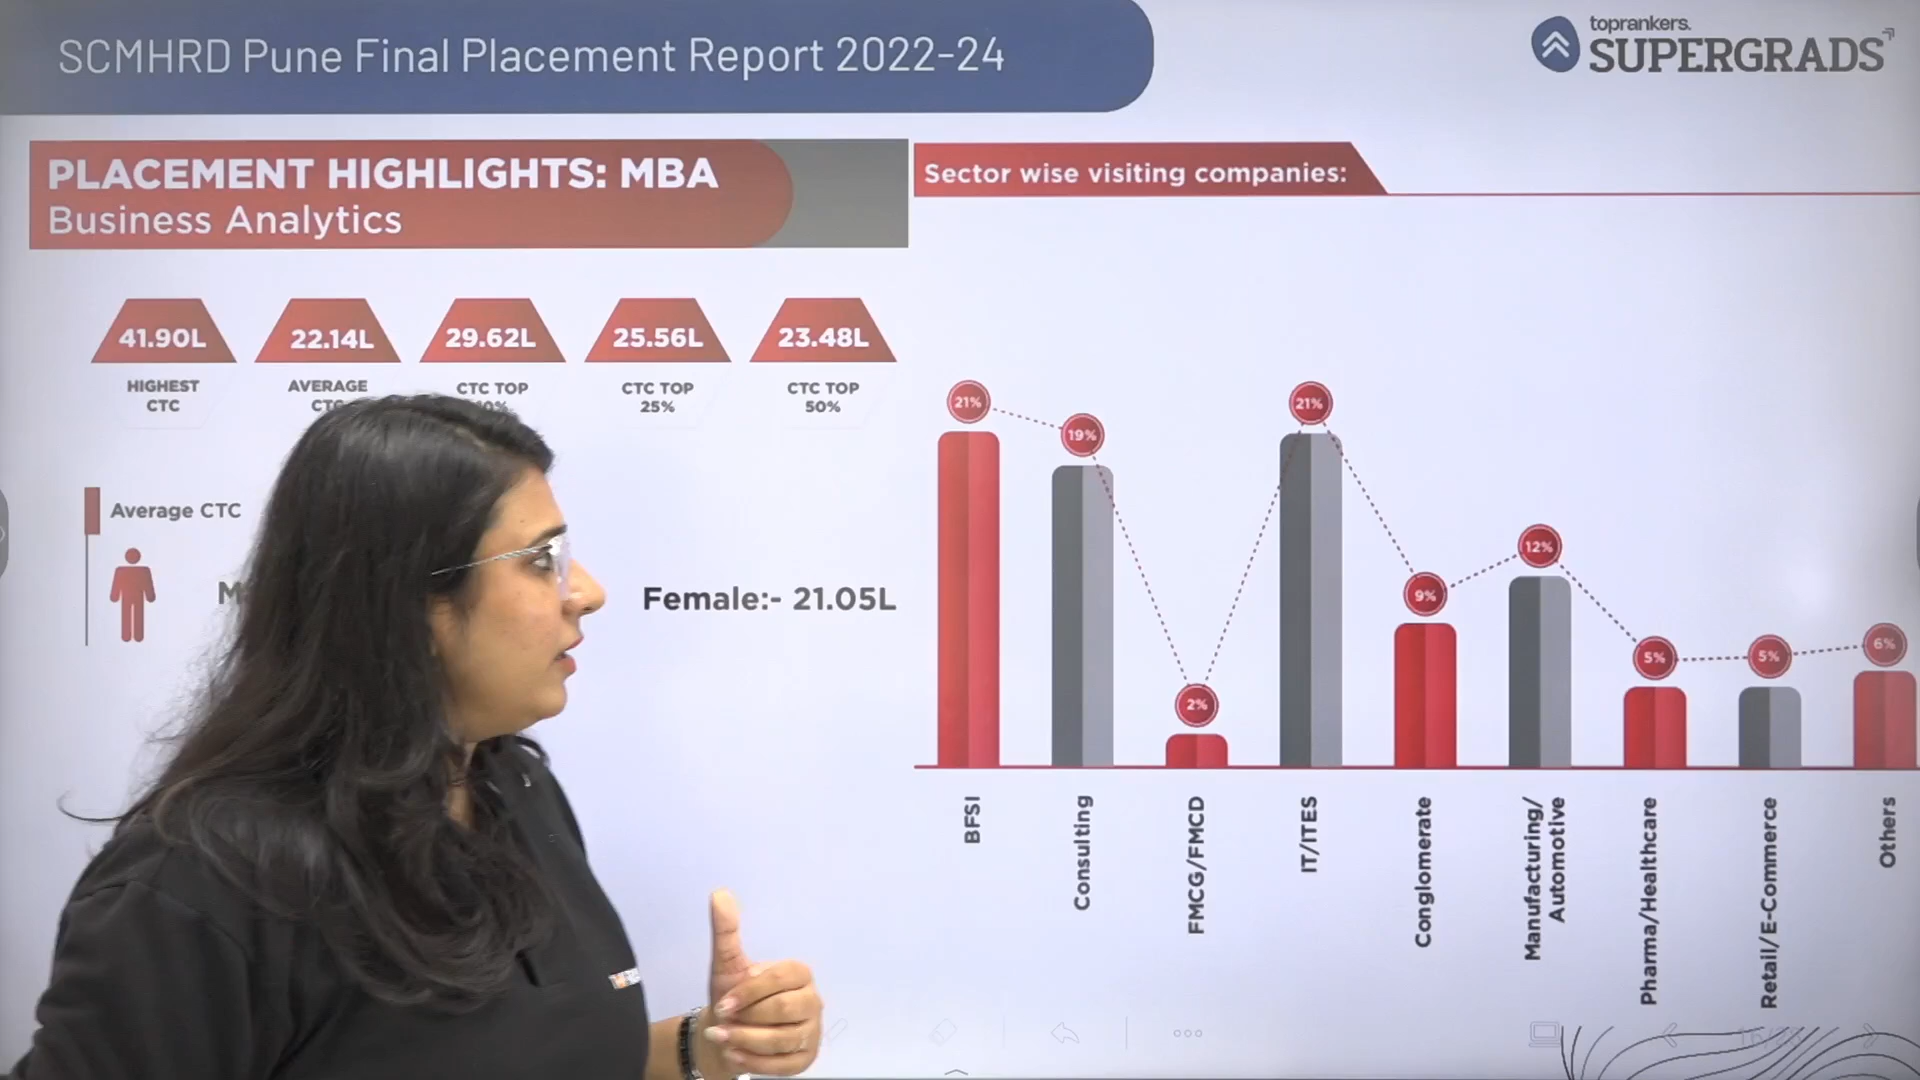 SCMHRD Pune Final Placement Report 2022-24
toprankers.
SUPERGRADS
PLACEMENT HIGHLIGHTS: MBA
Business Analytics
41.90L
22.14L
29.62L
25.56L
23.48L
HIGHEST
CTC
AVERAGE
CTC
CTC TOP
10%
CTC TOP
25%
CTC TOP
50%
Average CTC
Female:- 21.05L
Sector wise visiting companies:
21%
19%
2%
21%
9%
12%
5%
5%
6%
BFSI
Consulting
FMCG/FMCD
IT/ITES
Conglomerate
Manufacturing/
Automotive
Pharma/Healthcare
Retail/E-Commerce
Others